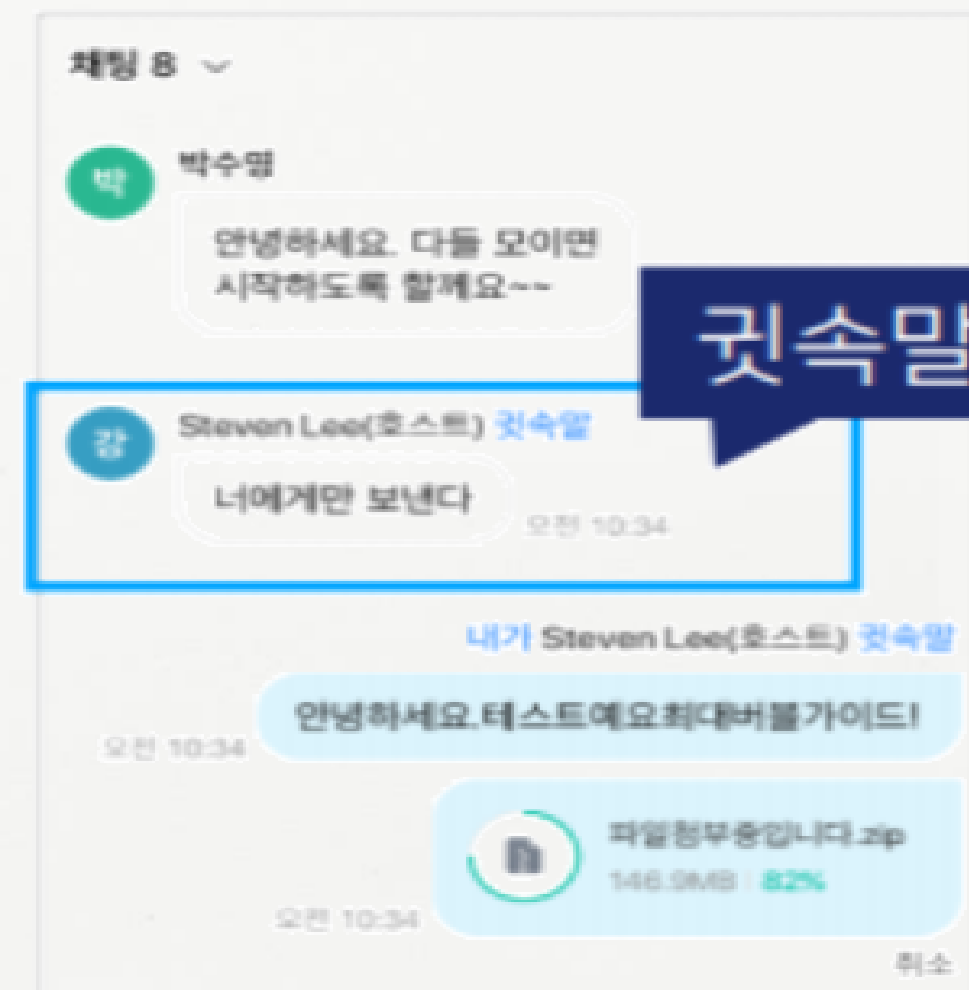 채팅 8
박
박수명
안녕하세요. 다들 모이면
시작하도록 할께요~~
귓속말
강
Steven Lee(호스트) 귓속말
너에게만 보낸다
오전 10:34
내가 Steven Lee(호스트) 귓속말
안녕하세요.테스트예요최대버블가이드!
오전 10:34
파일첨부중입니다.zip
146.9MB | 82%
오전 10:34
취소